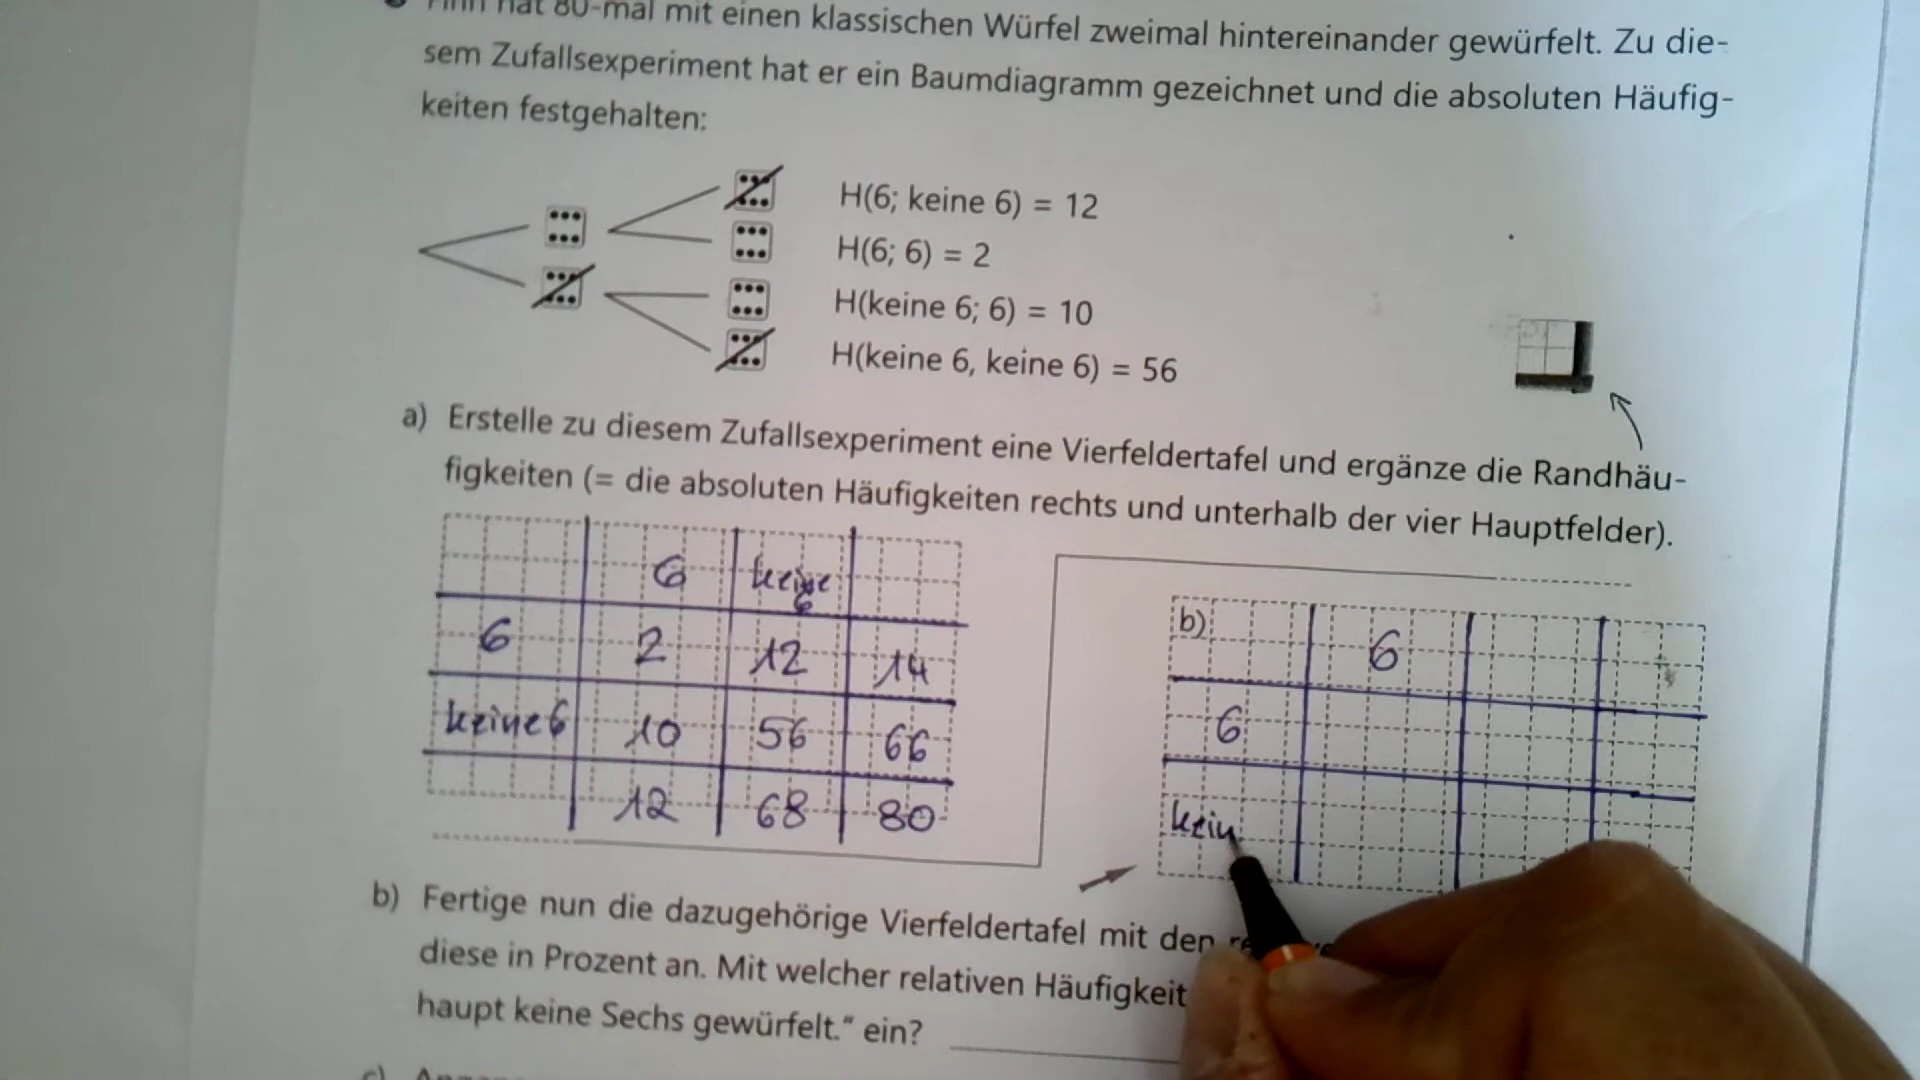 hat 80-mal mit einen klassischen Würfel zweimal hintereinander gewürfelt. Zu die-
sem Zufallsexperiment hat er ein Baumdiagramm gezeichnet und die absoluten Häufig-
keiten festgehalten:
H(6; keine 6) = 12
H(6; 6) = 2
H(keine 6; 6) = 10
H(keine 6, keine 6) = 56
a) Erstelle zu diesem Zufallsexperiment eine Vierfeldertafel und ergänze die Randhäu-
figkeiten (= die absoluten Häufigkeiten rechts und unterhalb der vier Hauptfelder).
6 keine 6
6 2 12 14
keine 6 10 56 66
12 68 80
b) 6
6
kein
b) Fertige nun die dazugehörige Vierfeldertafel mit den
diese in Prozent an. Mit welcher relativen Häufigkeit
haupt keine Sechs gewürfelt.“ ein?
c)